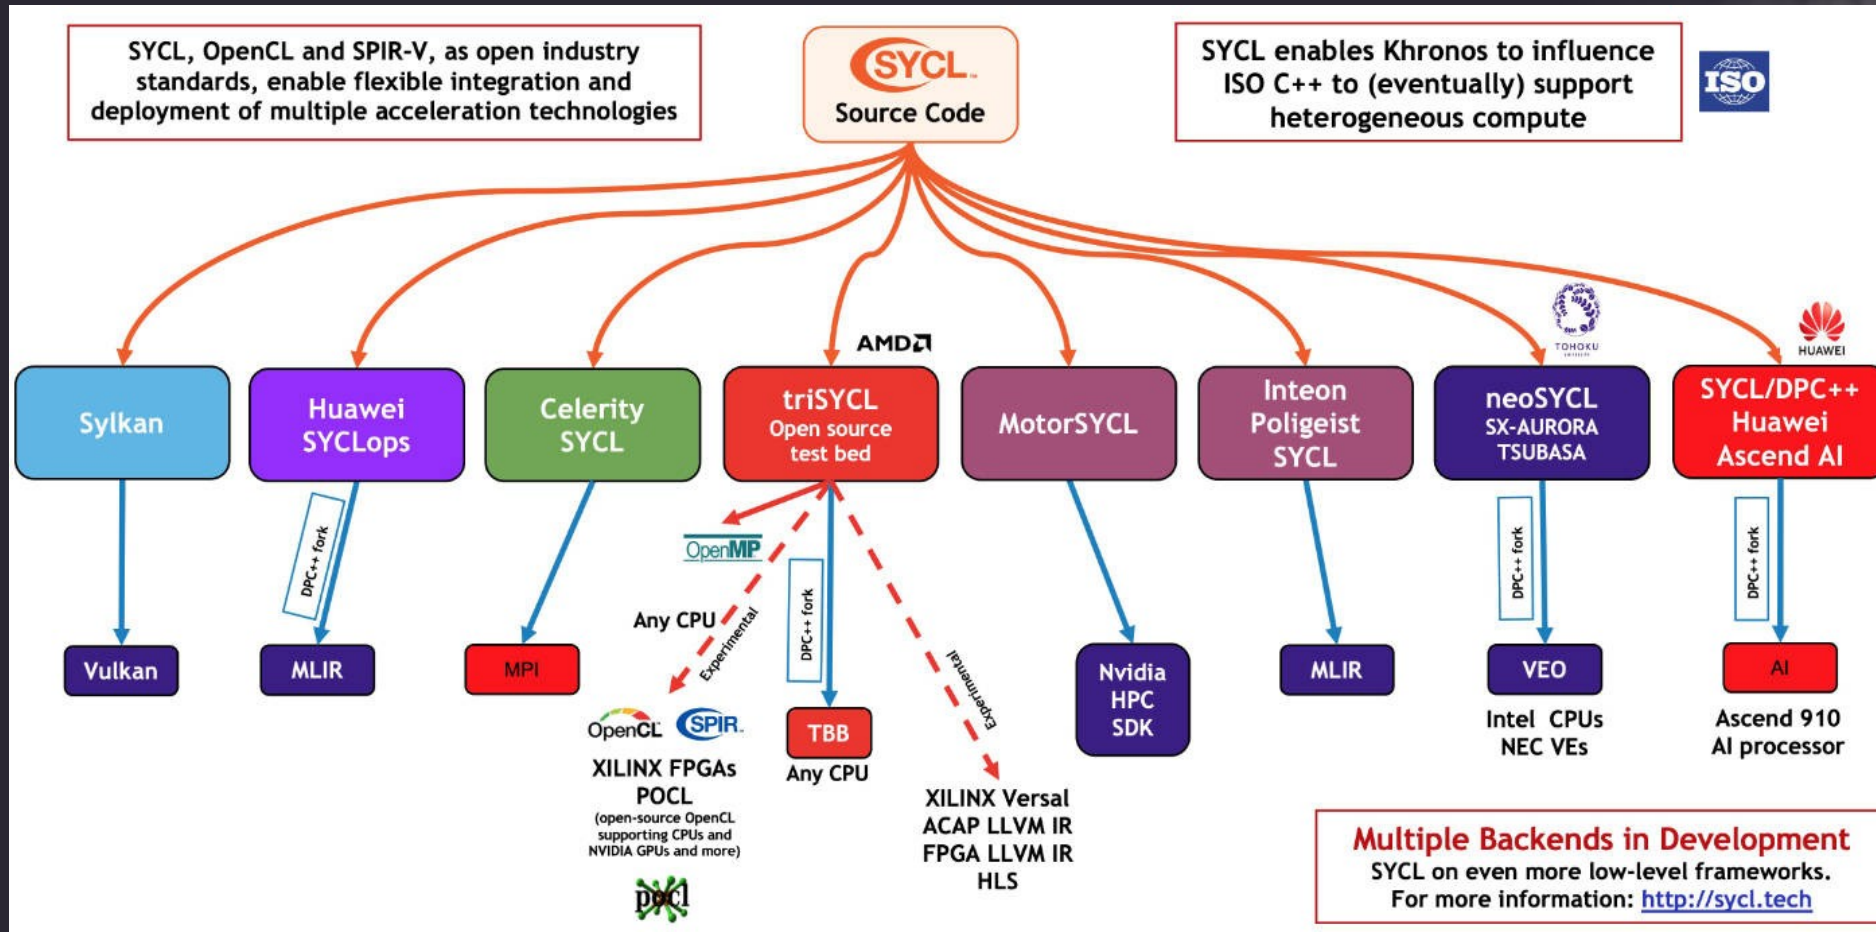 SYCL, OpenCL and SPIR-V, as open industry
standards, enable flexible integration and
deployment of multiple acceleration technologies
SYCL™
Source Code
SYCL enables Khronos to influence
ISO C++ to (eventually) support
heterogeneous compute
ISO
AMD
TOHOKU
HUAWEI
Sylkan
Huawei
SYCLops
Celerity
SYCL
triSYCL
Open source
test bed
MotorSYCL
Inteon
Poligeist
SYCL
neoSYCL
SX-AURORA
TSUBASA
SYCL/DPC++
Huawei
Ascend AI
DPC++ fork
OpenMP
Any CPU
Experimental
DPC++ fork
Experimental
DPC++ fork
DPC++ fork
Vulkan
MLIR
MPI
OpenCL
SPIR™
XILINX FPGAs
POCL
(open-source OpenCL
supporting CPUs and
NVIDIA GPUs and more)
pocl
TBB
Any CPU
XILINX Versal
ACAP LLVM IR
FPGA LLVM IR
HLS
Nvidia
HPC
SDK
MLIR
VEO
Intel CPUs
NEC VEs
AI
Ascend 910
AI processor
Multiple Backends in Development
SYCL on even more low-level frameworks.
For more information: http://sycl.tech